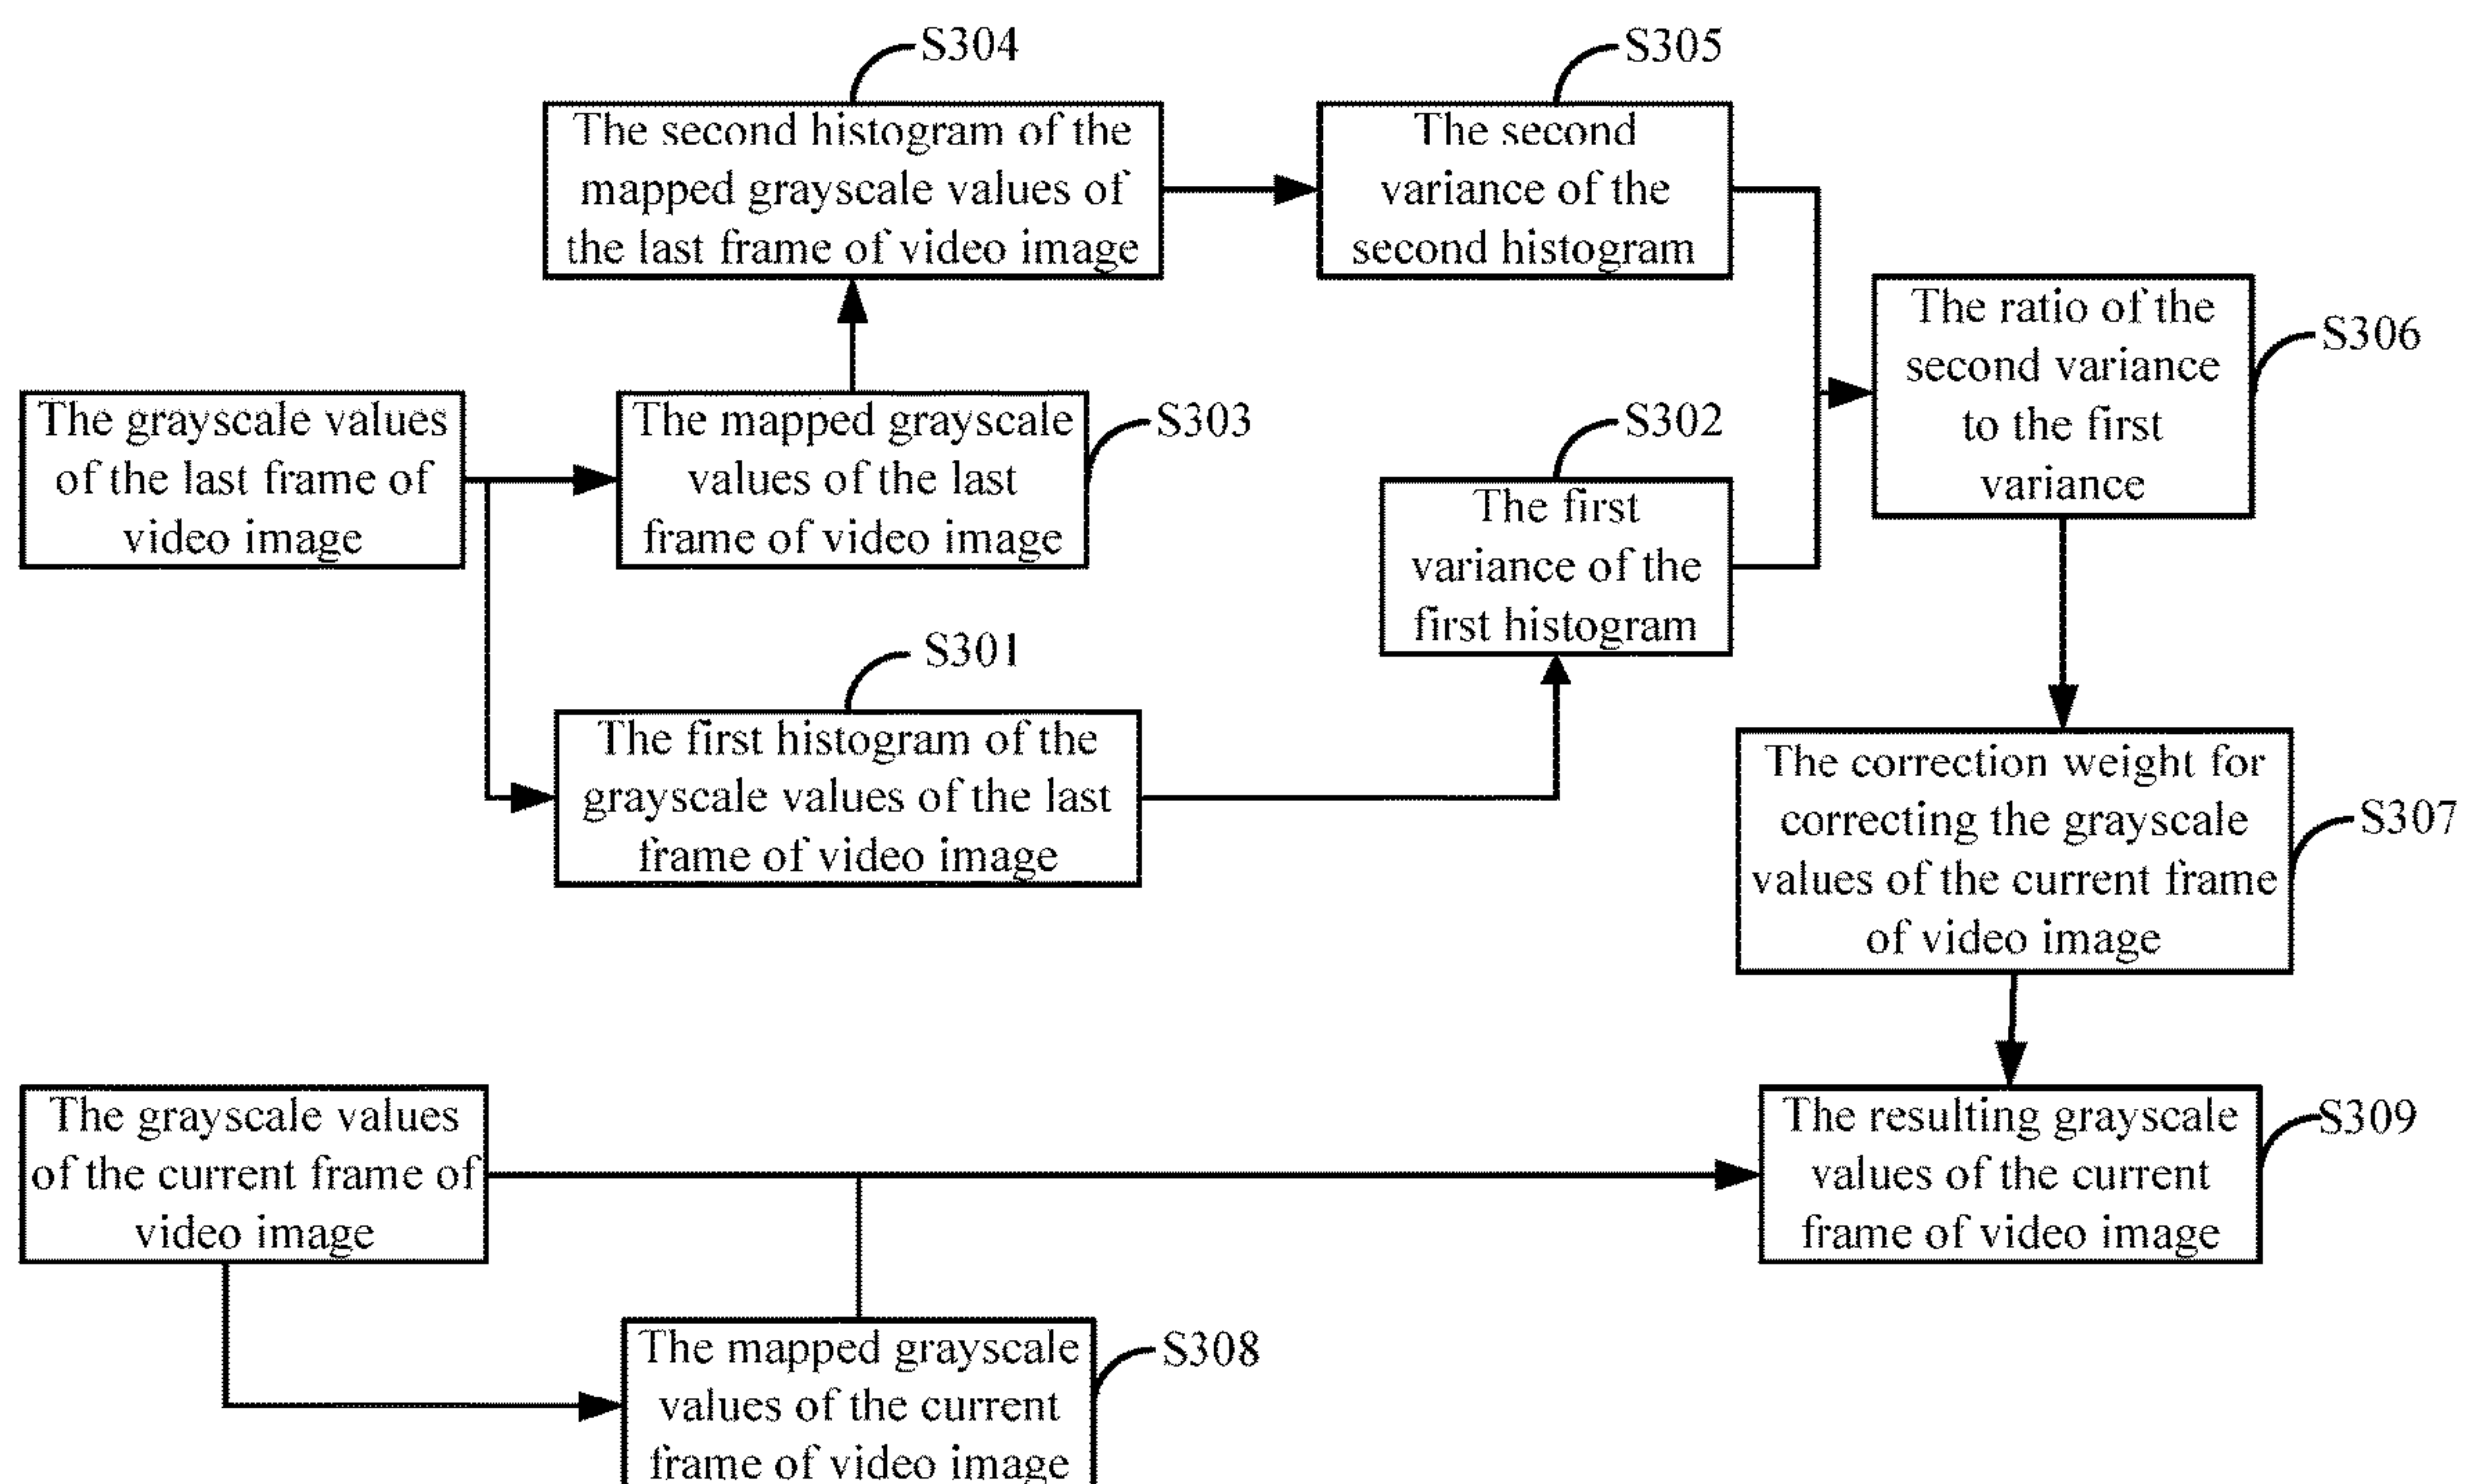 S304
The second histogram of the
mapped grayscale values of
the last frame of video image
S305
The second
variance of the
second histogram
The ratio of the
second variance
to the first
variance
S306
The grayscale values
of the last frame of
video image
The mapped grayscale
values of the last
frame of video image
S303
S302
The first
variance of the
first histogram
S301
The first histogram of the
grayscale values of the last
frame of video image
The correction weight for
correcting the grayscale
values of the current frame
of video image
S307
The grayscale values
of the current frame of
video image
The resulting grayscale
values of the current
frame of video image
S309
The mapped grayscale
values of the current
frame of video image
S308